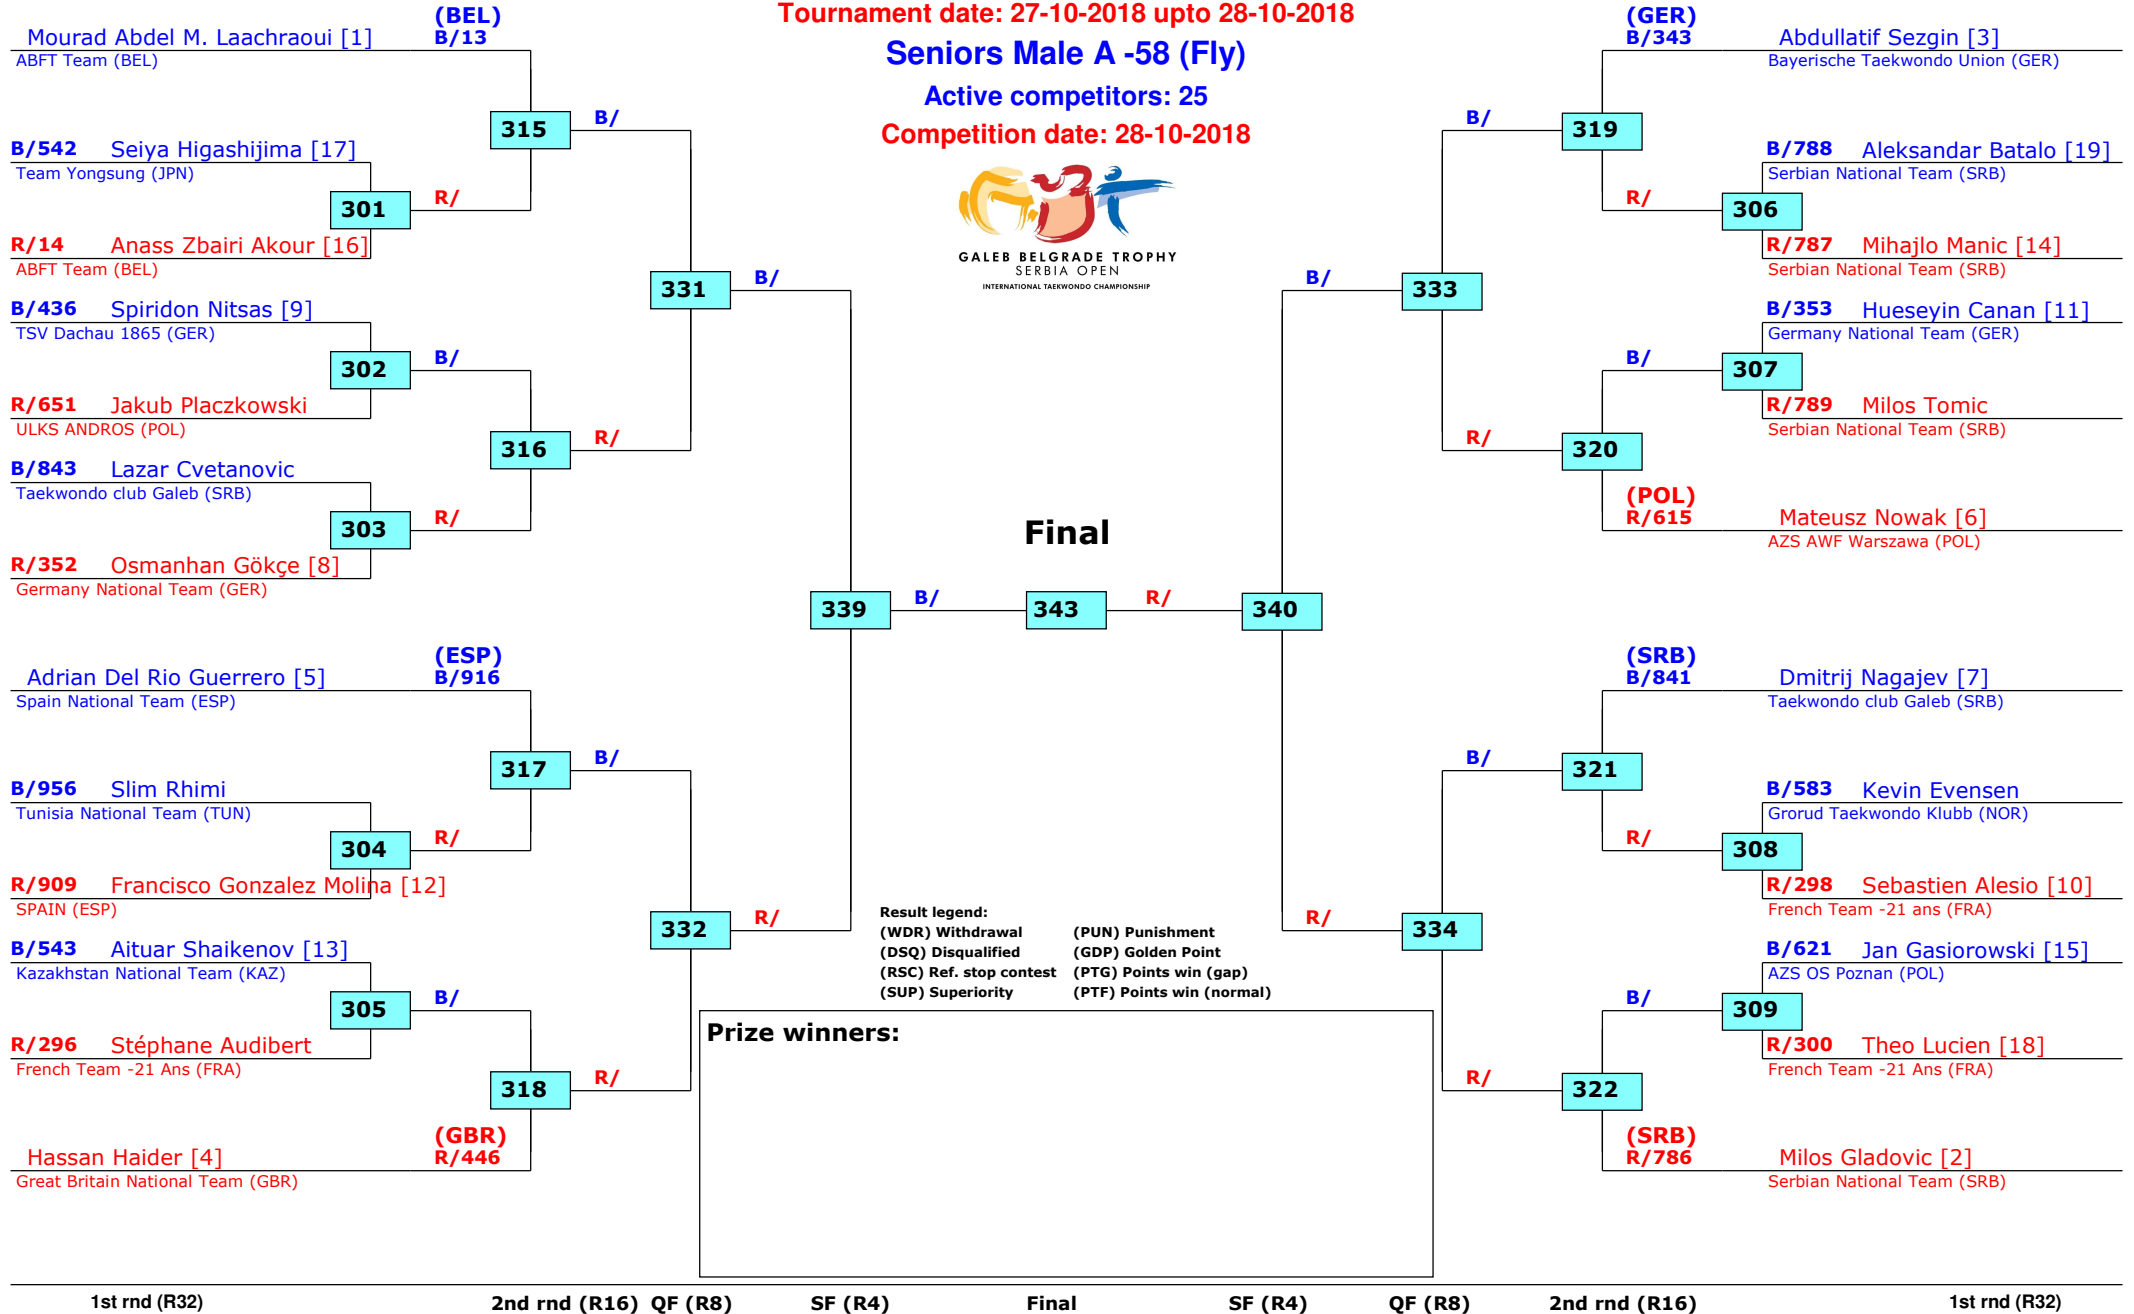 Tournament date: 27-10-2018 upto 28-10-2018
Seniors Male A -58 (Fly)
Active competitors: 25
Competition date: 28-10-2018
GALEB BELGRADE TROPHY
SERBIA OPEN
INTERNATIONAL TAEKWONDO CHAMPIONSHIP
(BEL)
Mourad Abdel M. Laachraoui [1] B/13
ABFT Team (BEL)
315 B/
B/542 Seiya Higashijima [17]
Team Yongsung (JPN)
301 R/
R/14 Anass Zbairi Akour [16]
ABFT Team (BEL)
331 B/
B/436 Spiridon Nitsas [9]
TSV Dachau 1865 (GER)
302 B/
R/651 Jakub Placzkowski
ULKS ANDROS (POL)
316 R/
B/843 Lazar Cvetanovic
Taekwondo club Galeb (SRB)
303 R/
R/352 Osmanhan Gökçe [8]
Germany National Team (GER)
339 B/
(ESP)
Adrian Del Rio Guerrero [5] B/916
Spain National Team (ESP)
317 B/
B/956 Slim Rhimi
Tunisia National Team (TUN)
304 R/
R/909 Francisco Gonzalez Molina [12]
SPAIN (ESP)
332 R/
B/543 Aituar Shaikenov [13]
Kazakhstan National Team (KAZ)
305 B/
R/296 Stéphane Audibert
French Team -21 Ans (FRA)
318 R/
(GBR)
Hassan Haider [4] R/446
Great Britain National Team (GBR)
Final
343
(GER)
B/343 Abdullatif Sezgin [3]
Bayerische Taekwondo Union (GER)
B/ 319
B/788 Aleksandar Batalo [19]
Serbian National Team (SRB)
R/ 306
R/787 Mihajlo Manic [14]
Serbian National Team (SRB)
B/ 333
B/353 Hueseyin Canan [11]
Germany National Team (GER)
B/ 307
R/789 Milos Tomic
Serbian National Team (SRB)
R/ 320
(POL)
R/615 Mateusz Nowak [6]
AZS AWF Warszawa (POL)
R/ 340
(SRB)
B/841 Dmitrij Nagajev [7]
Taekwondo club Galeb (SRB)
B/ 321
B/583 Kevin Evensen
Grorud Taekwondo Klubb (NOR)
R/ 308
R/298 Sebastien Alesio [10]
French Team -21 ans (FRA)
R/ 334
B/621 Jan Gasiorowski [15]
AZS OS Poznan (POL)
B/ 309
R/300 Theo Lucien [18]
French Team -21 Ans (FRA)
R/ 322
(SRB)
R/786 Milos Gladovic [2]
Serbian National Team (SRB)
Result legend:
(WDR) Withdrawal (PUN) Punishment
(DSQ) Disqualified (GDP) Golden Point
(RSC) Ref. stop contest (PTG) Points win (gap)
(SUP) Superiority (PTF) Points win (normal)
Prize winners:
1st rnd (R32) 2nd rnd (R16) QF (R8) SF (R4) Final SF (R4) QF (R8) 2nd rnd (R16) 1st rnd (R32)